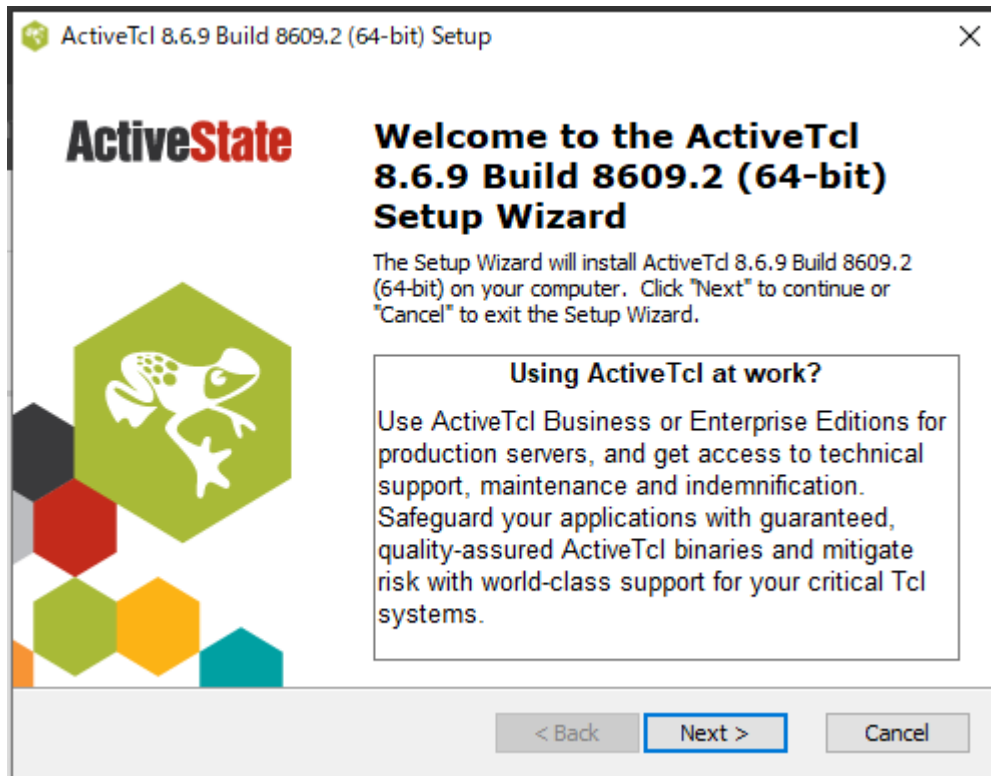 ActiveTcl 8.6.9 Build 8609.2 (64-bit) Setup
ActiveState
Welcome to the ActiveTcl
8.6.9 Build 8609.2 (64-bit)
Setup Wizard
The Setup Wizard will install ActiveTcl 8.6.9 Build 8609.2
(64-bit) on your computer.  Click "Next" to continue or
"Cancel" to exit the Setup Wizard.
Using ActiveTcl at work?
Use ActiveTcl Business or Enterprise Editions for
production servers, and get access to technical
support, maintenance and indemnification.
Safeguard your applications with guaranteed,
quality-assured ActiveTcl binaries and mitigate
risk with world-class support for your critical Tcl
systems.
< Back
Next >
Cancel